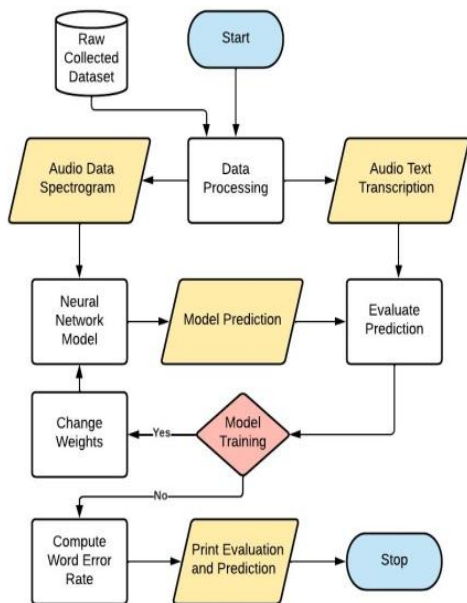 Raw
Collected
Dataset
Start
Audio Data
Spectrogram
Data
Processing
Audio Text
Transcription
Neural
Network
Model
Model Prediction
Evaluate
Prediction
Change
Weights
Yes
Model
Training
No
Compute
Word Error
Rate
Print Evaluation
and Prediction
Stop